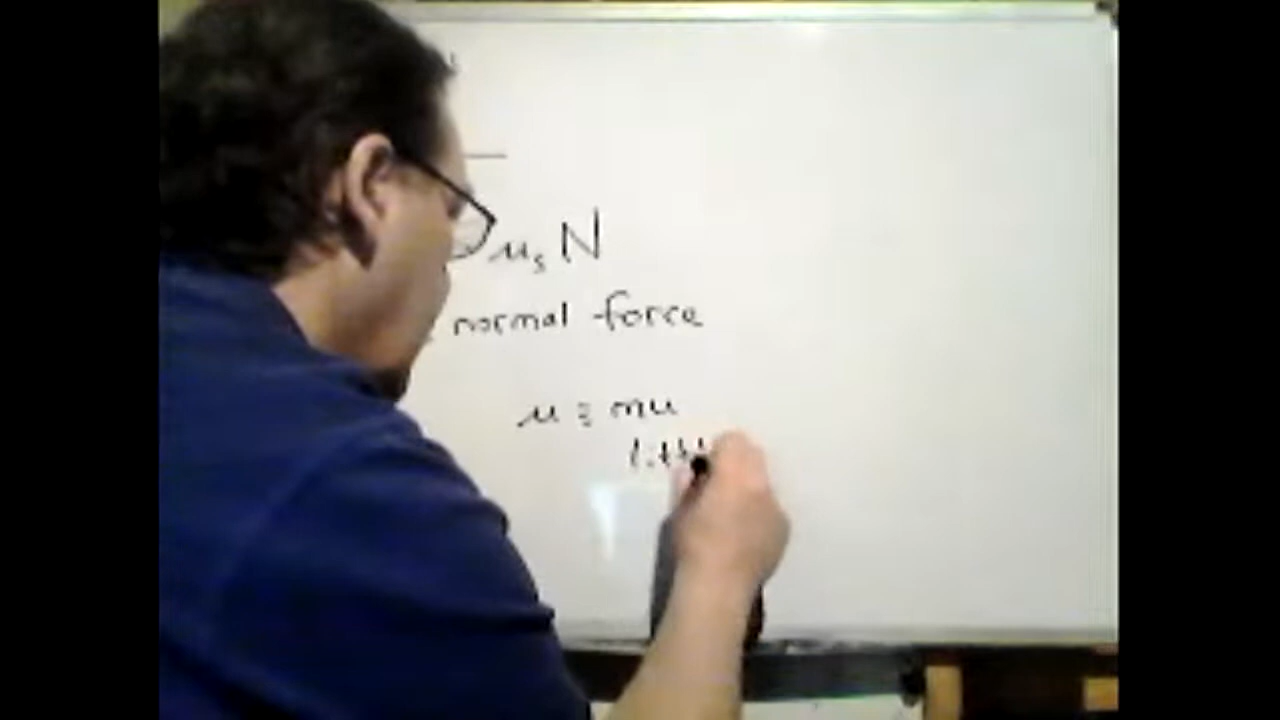 μₛ N
normal force
μ ≡ mu